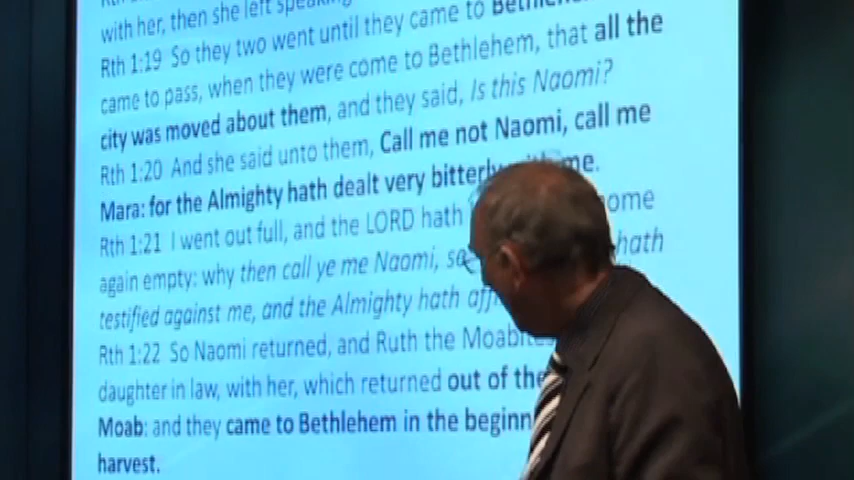 with her, then she left speaking
Rth 1:19 So they two went until they came to
came to pass, when they were come to Bethlehem, that all the
city was moved about them, and they said, Is this Naomi?
Rth 1:20 And she said unto them, Call me not Naomi, call me
Mara: for the Almighty hath dealt very bitterly me.
Rth 1:21 I went out full, and the LORD hath
again empty: why then call ye me Naomi, hath
testified against me, and the Almighty hath
Rth 1:22 So Naomi returned, and Ruth the
daughter in law, with her, which returned out of the
Moab: and they came to Bethlehem in the
harvest.